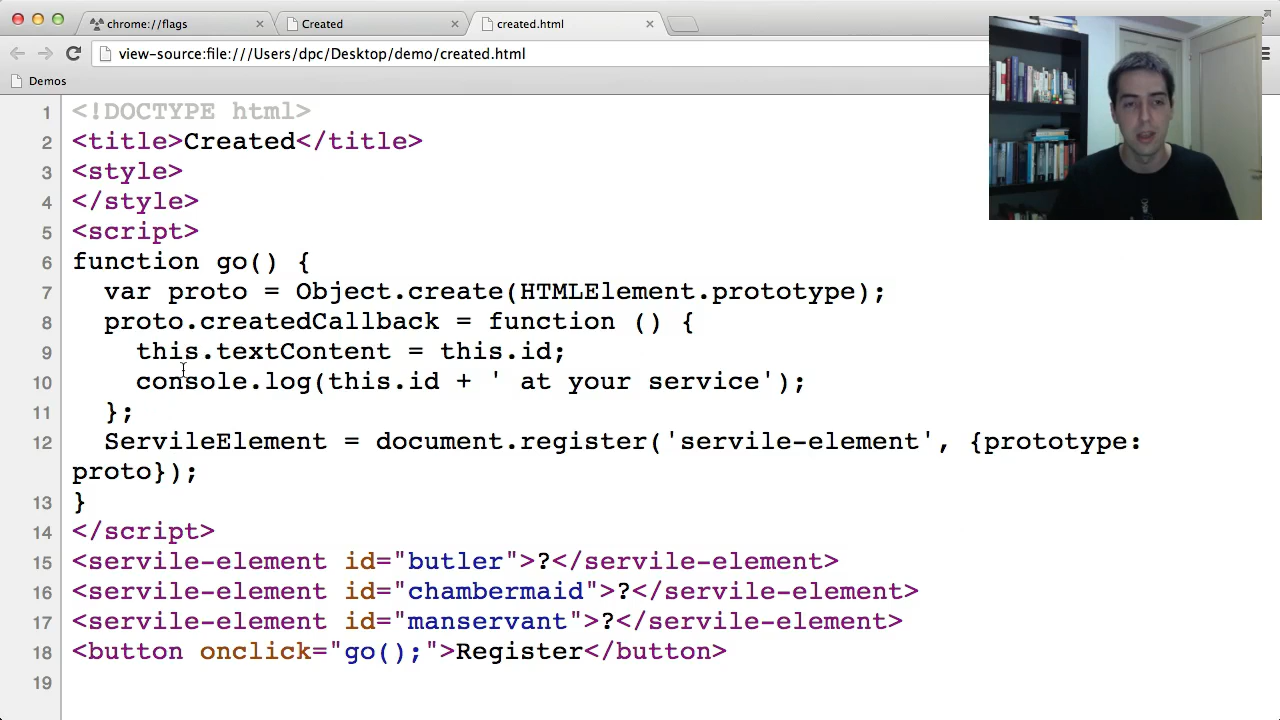 chrome://flags
Created
created.html
view-source:file:///Users/dpc/Desktop/demo/created.html
Demos
1 <!DOCTYPE html>
2 <title>Created</title>
3 <style>
4 </style>
5 <script>
6 function go() {
7 var proto = Object.create(HTMLElement.prototype);
8 proto.createdCallback = function () {
9 this.textContent = this.id;
10 console.log(this.id + ' at your service');
11 };
12 ServileElement = document.register('servile-element', {prototype:
proto});
13 }
14 </script>
15 <servile-element id="butler">?</servile-element>
16 <servile-element id="chambermaid">?</servile-element>
17 <servile-element id="manservant">?</servile-element>
18 <button onclick="go();">Register</button>
19